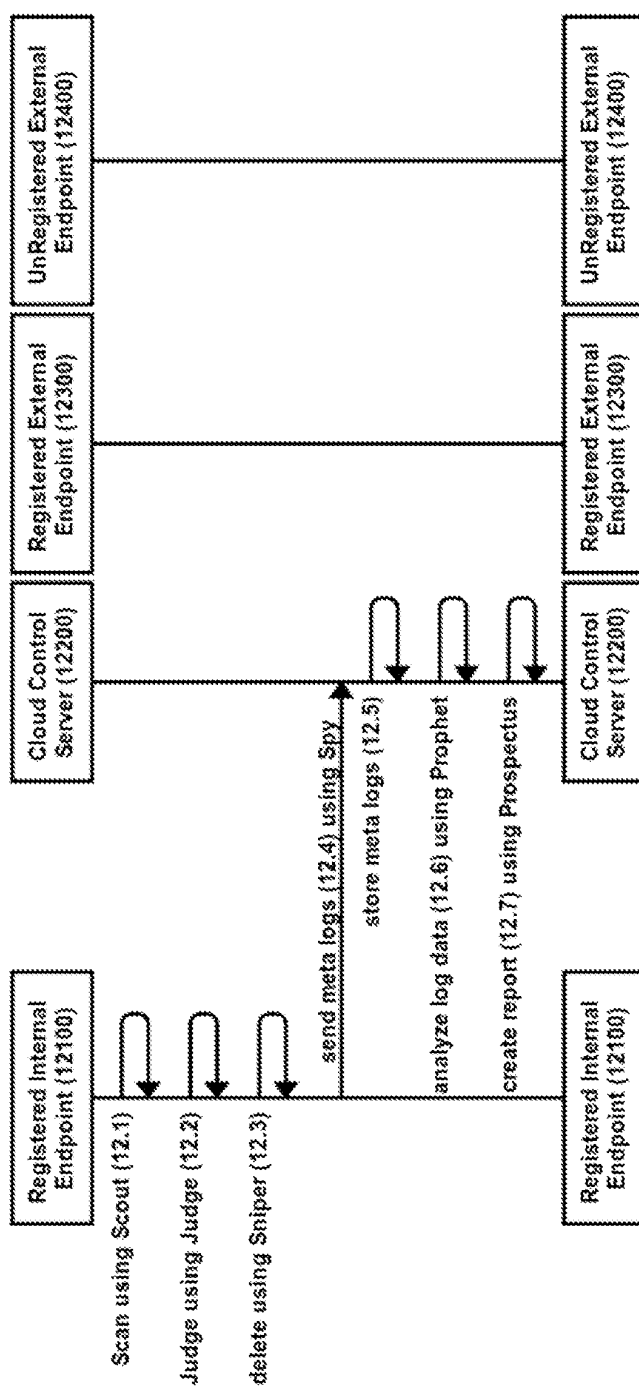 Registered Internal
Endpoint (12100)
Cloud Control
Server (12200)
Registered External
Endpoint (12300)
UnRegistered External
Endpoint (12400)
Scan using Scout (12.1)
Judge using Judge (12.2)
delete using Sniper (12.3)
send meta logs (12.4) using Spy
store meta logs (12.5)
analyze log data (12.6) using Prophet
create report (12.7) using Prospectus
Registered Internal
Endpoint (12100)
Cloud Control
Server (12200)
Registered External
Endpoint (12300)
UnRegistered External
Endpoint (12400)